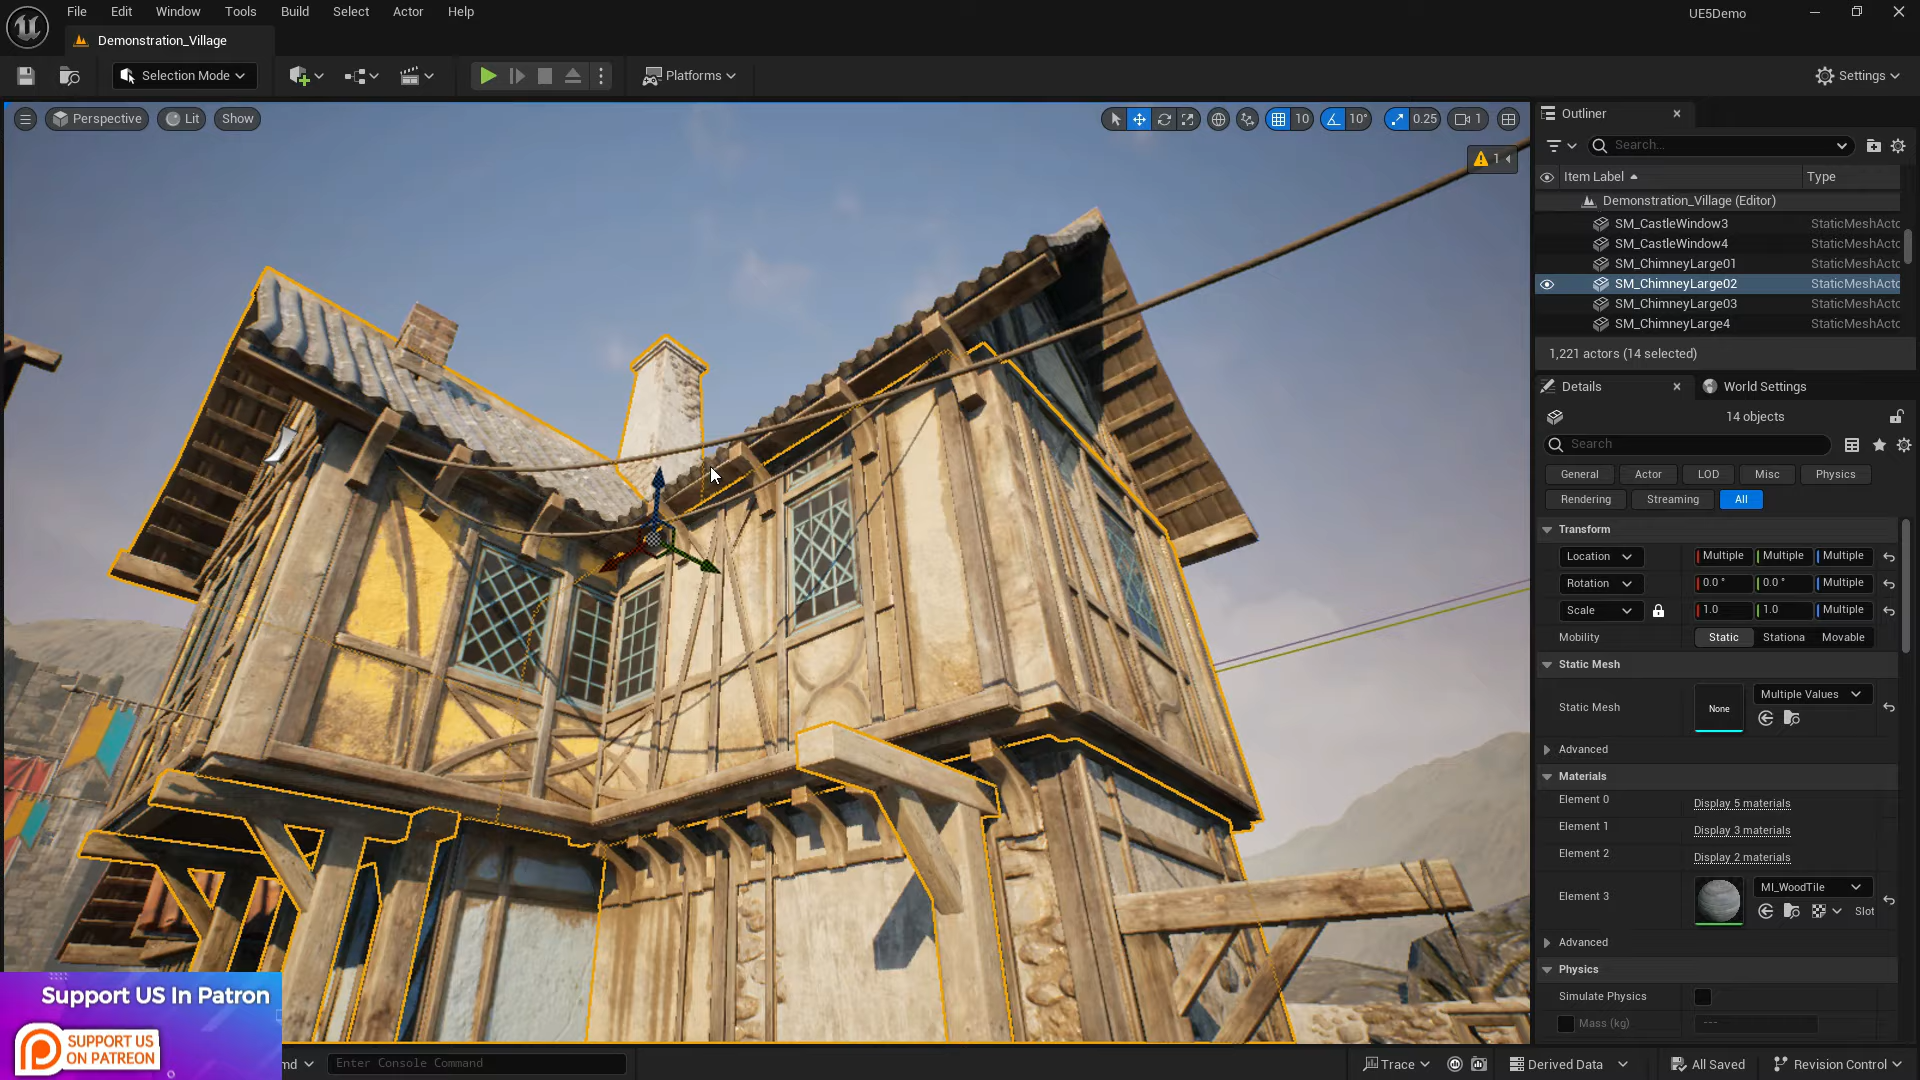 File Edit Window Tools Build Select Actor Help
UE5Demo
Demonstration_Village
Selection Mode
Platforms
Settings
Perspective Lit Show
10 10° 0.25 1
1
Outliner
Search...
Item Label Type
Demonstration_Village (Editor)
SM_CastleWindow3 StaticMeshActo
SM_CastleWindow4 StaticMeshActo
SM_ChimneyLarge01 StaticMeshActo
SM_ChimneyLarge02 StaticMeshActo
SM_ChimneyLarge03 StaticMeshActo
SM_ChimneyLarge4 StaticMeshActo
1,221 actors (14 selected)
Details World Settings
14 objects
Search
General Actor LOD Misc Physics
Rendering Streaming All
Transform
Location Multiple Multiple Multiple
Rotation 0.0 ° 0.0 ° Multiple
Scale 1.0 1.0 Multiple
Mobility Static Stationa Movable
Static Mesh
Static Mesh None Multiple Values
Advanced
Materials
Element 0 Display 5 materials
Element 1 Display 3 materials
Element 2 Display 2 materials
Element 3 MI_WoodTile
Slot
Advanced
Physics
Simulate Physics
Mass (kg) ---
Support US In Patron
SUPPORT US
ON PATREON
md Enter Console Command
Trace Derived Data All Saved Revision Control